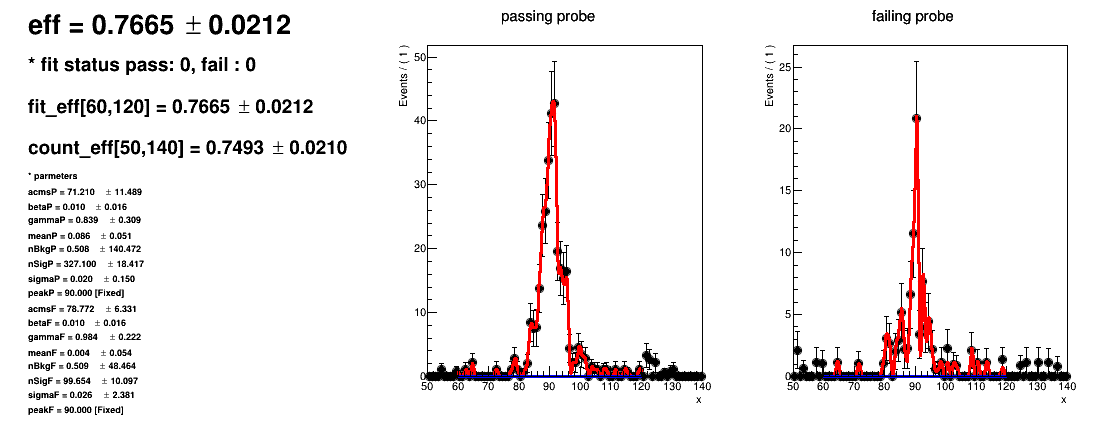 eff = 0.7665 ± 0.0212
* fit status pass: 0, fail : 0
fit_eff[60,120] = 0.7665 ± 0.0212
count_eff[50,140] = 0.7493 ± 0.0210
* parmeters
acmsP = 71.210 ± 11.489
betaP = 0.010 ± 0.016
gammaP = 0.839 ± 0.309
meanP = 0.086 ± 0.051
nBkgP = 0.508 ± 140.472
nSigP = 327.100 ± 18.417
sigmaP = 0.020 ± 0.150
peakP = 90.000 [Fixed]
acmsF = 78.772 ± 6.331
betaF = 0.010 ± 0.016
gammaF = 0.984 ± 0.222
meanF = 0.004 ± 0.054
nBkgF = 0.509 ± 48.464
nSigF = 99.654 ± 10.097
sigmaF = 0.026 ± 2.381
peakF = 90.000 [Fixed]
passing probe
Events / ( 1 )
50
40
30
20
10
0
50 60 70 80 90 100 110 120 130 140
x
failing probe
Events / ( 1 )
25
20
15
10
5
0
50 60 70 80 90 100 110 120 130 140
x